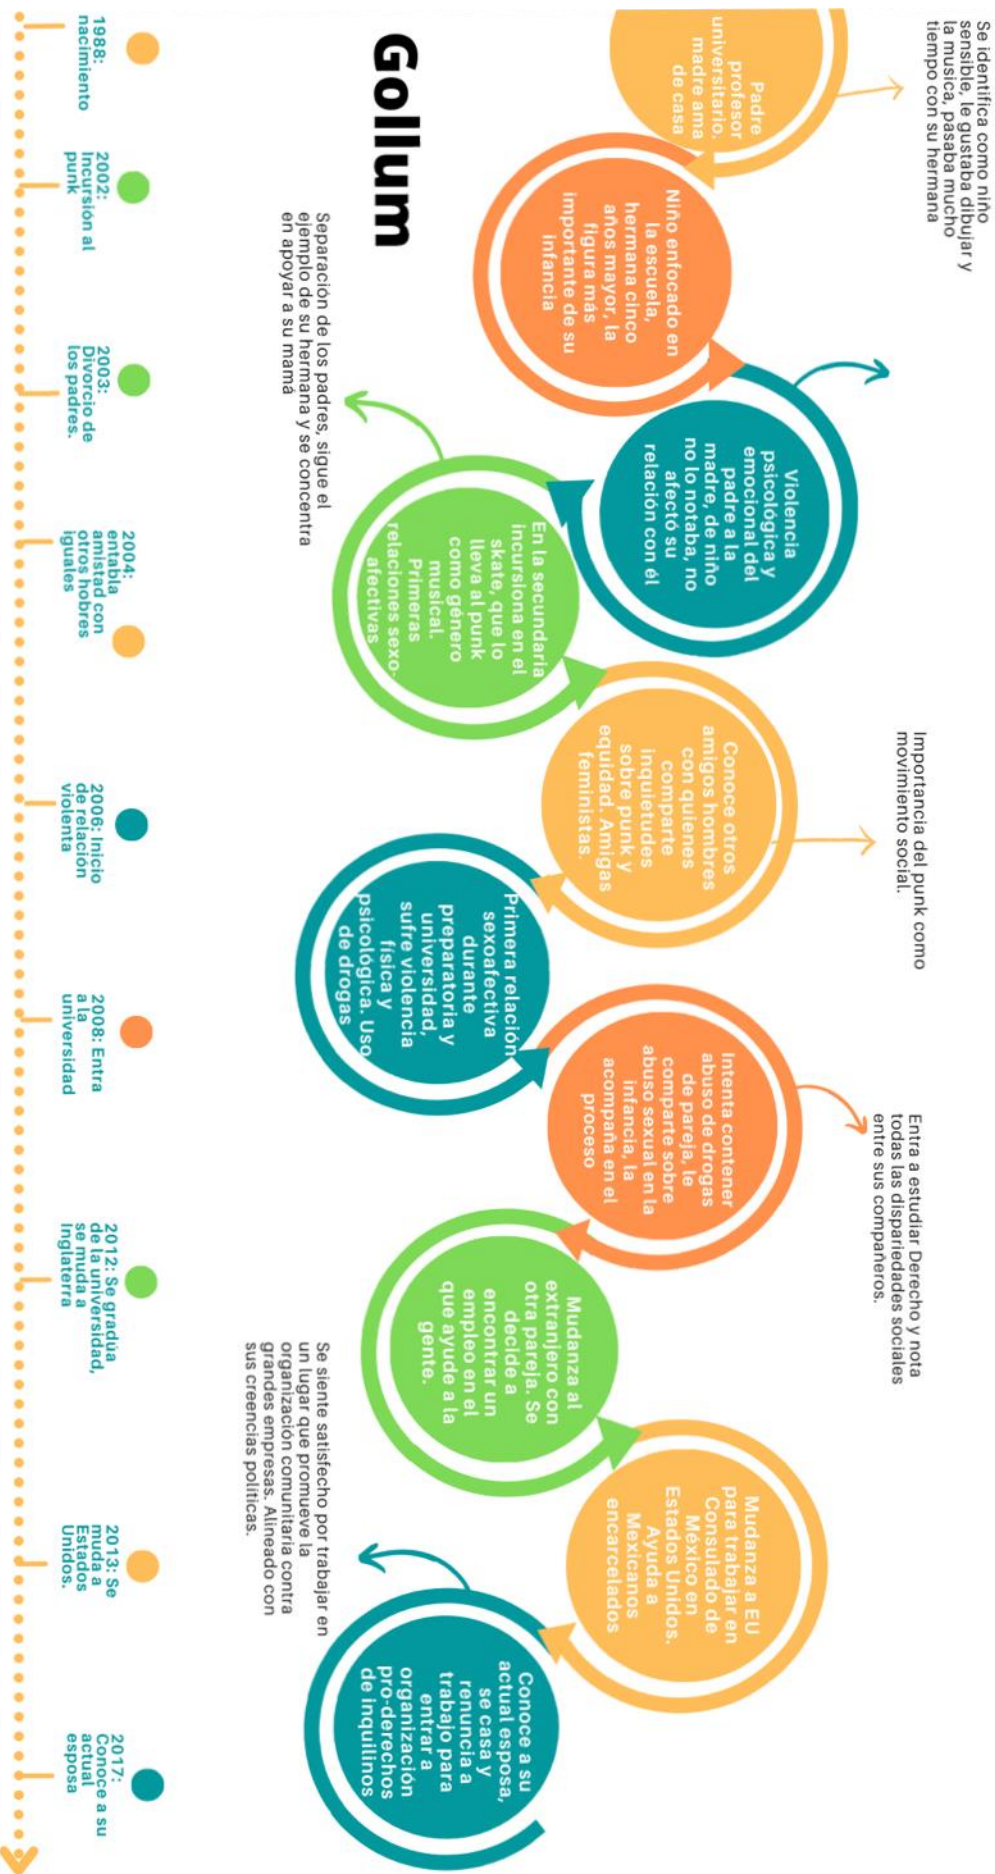 Se identifica como niño
sensible, le gustaba dibujar y
la musica, pasaba mucho
tiempo con su hermana
Padre
profesor
universitario,
madre ama
de casa
Niño enfocado en
la escuela,
hermana cinco
años mayor, la
figura más
importante de su
infancia
Violencia
psicológica y
emocional del
padre a la
madre, de niño
no lo notaba, no
afectó su
relación con él
Separación de los padres, sigue el
ejemplo de su hermana y se concentra
en apoyar a su mamá
En la secundaria
incursiona en el
skate, que lo
lleva al punk
como género
musical.
Primeras
relaciones sexo-
afectivas
Importancia del punk como
movimiento social.
Conoce otros
amigos hombres
con quienes
comparte
inquietudes
sobre punk y
equidad. Amigas
feministas.
Primera relación
sexoafectiva
durante
preparatoria y
universidad,
sufre violencia
física y
psicológica. Uso
de drogas
Entra a estudiar Derecho y nota
todas las dispariedades sociales
entre sus compañeros.
Intenta contener
abuso de drogas
de pareja, le
comparte sobre
abuso sexual en la
infancia, la
acompaña en el
proceso
Mudanza al
extranjero con
otra pareja. Se
decide a
encontrar un
empleo en el
que ayude a la
gente.
Mudanza a EU
para trabajar en
Consulado de
México en
Estados Unidos.
Ayuda a
Mexicanos
encarcelados
Se siente satisfecho por trabajar en
un lugar que promueve la
organización comunitaria contra
grandes empresas. Alineado con
sus creencias políticas.
Conoce a su
actual esposa,
se casa y
renuncia a
trabajo para
entrar a
organización
pro-derechos
de inquilinos
Gollum
1988:
nacimiento
2002:
Incursión al
punk
2003:
Divorcio de
los padres.
2004:
entabla
amistad con
otros hobres
iguales
2006: Inicio
de relación
violenta
2008: Entra
a la
universidad
2012: Se gradúa
de la universidad,
se muda a
Inglaterra
2013: Se
muda a
Estados
Unidos.
2017:
Conoce a su
actual
esposa